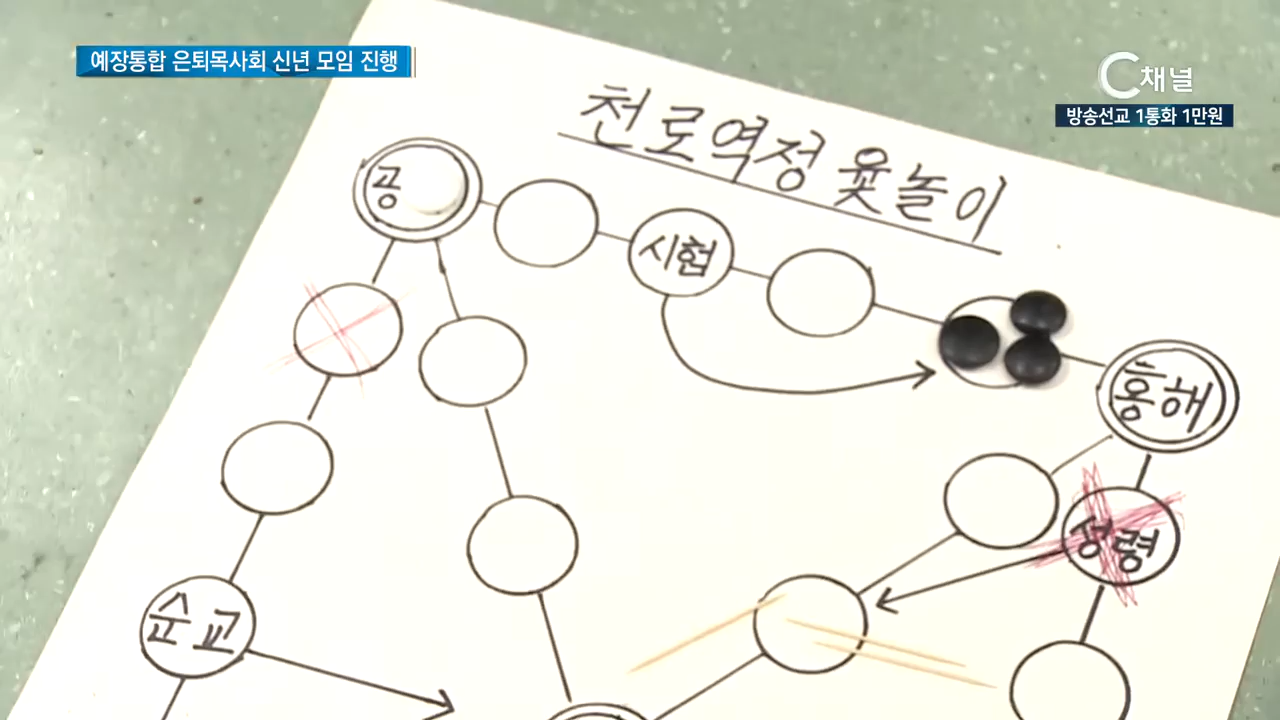 예장통합 은퇴목사회 신년 모임 진행
C채널
방송선교 1통화 1만원
천로역정 윷놀이
공
시험
홍해
성령
순교